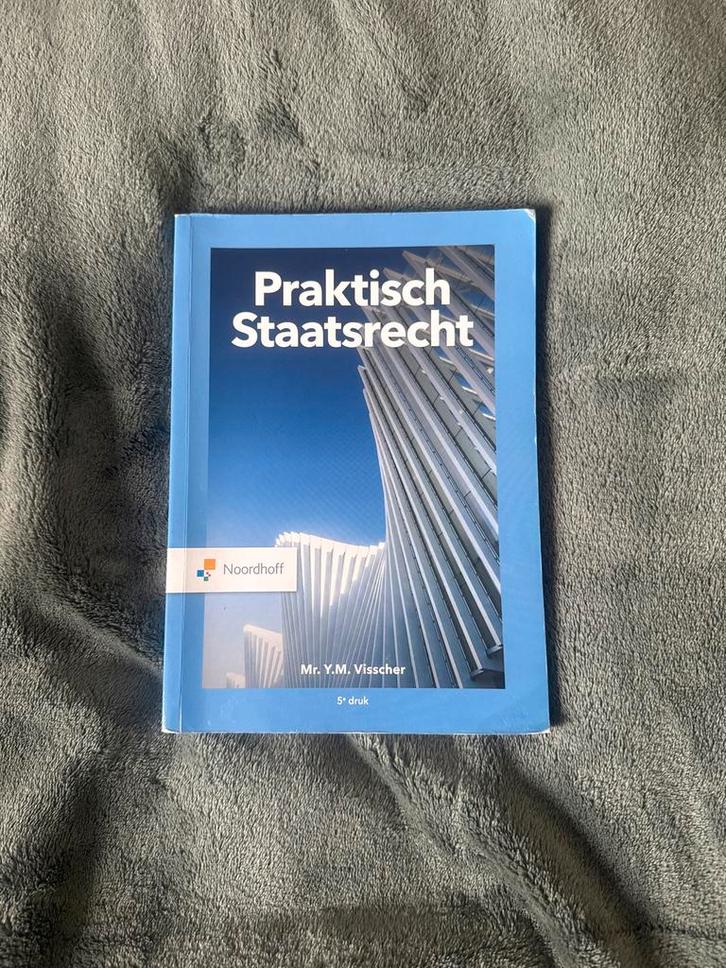 Praktisch
Staatsrecht
Noordhoff
Mr. Y.M. Visscher
5e druk